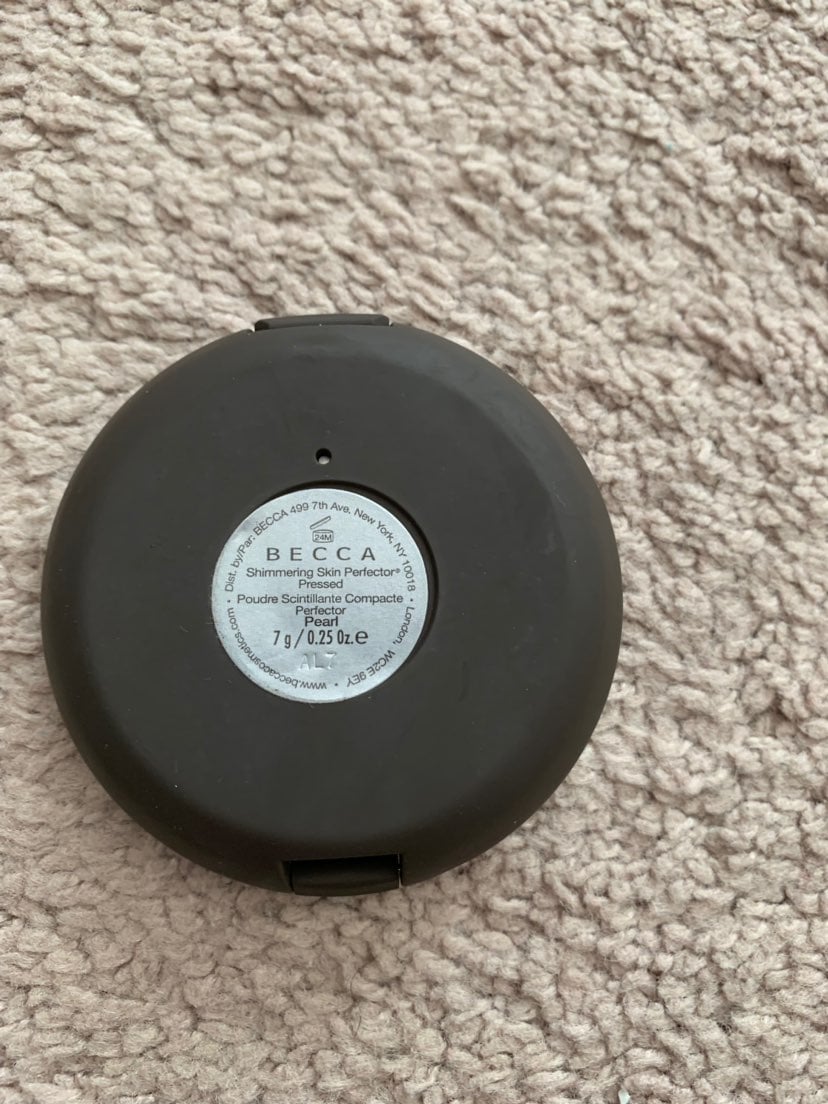 Dist. by/Par: BECCA 499 7th Ave, New York, NY 10018 • London, WC2E 9EY • www.beccacosmetics.com •
24M
BECCA
Shimmering Skin Perfector®
Pressed
Poudre Scintillante Compacte
Perfector
Pearl
7 g / 0.25 Oz. e
AL7